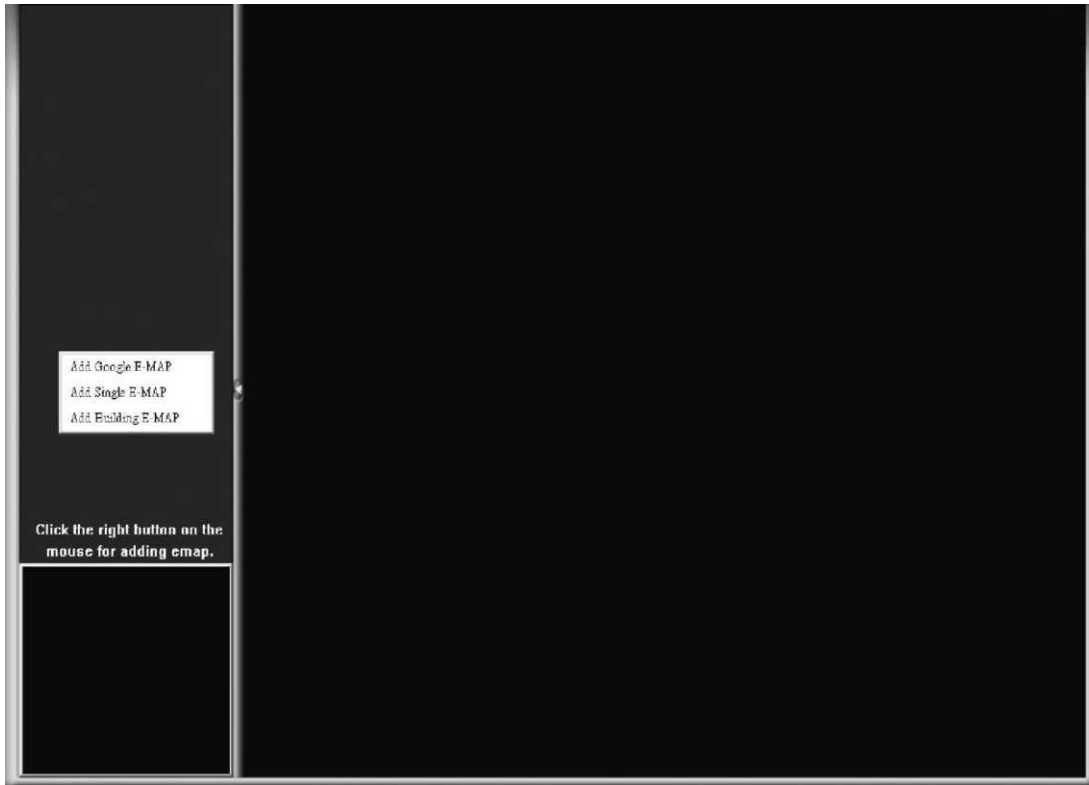 Add Google E-MAP
Add Single E-MAP
Add Building E-MAP
Click the right button on the
mouse for adding emap.